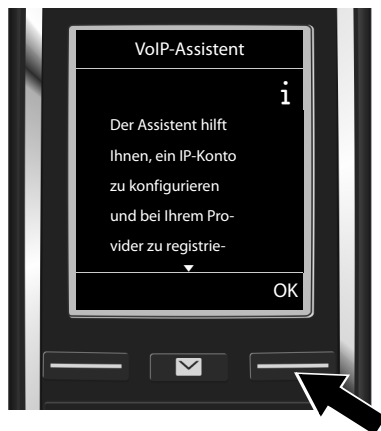 VoIP-Assistent
i
Der Assistent hilft
Ihnen, ein IP-Konto
zu konfigurieren
und bei Ihrem Pro-
vider zu registrie-
OK